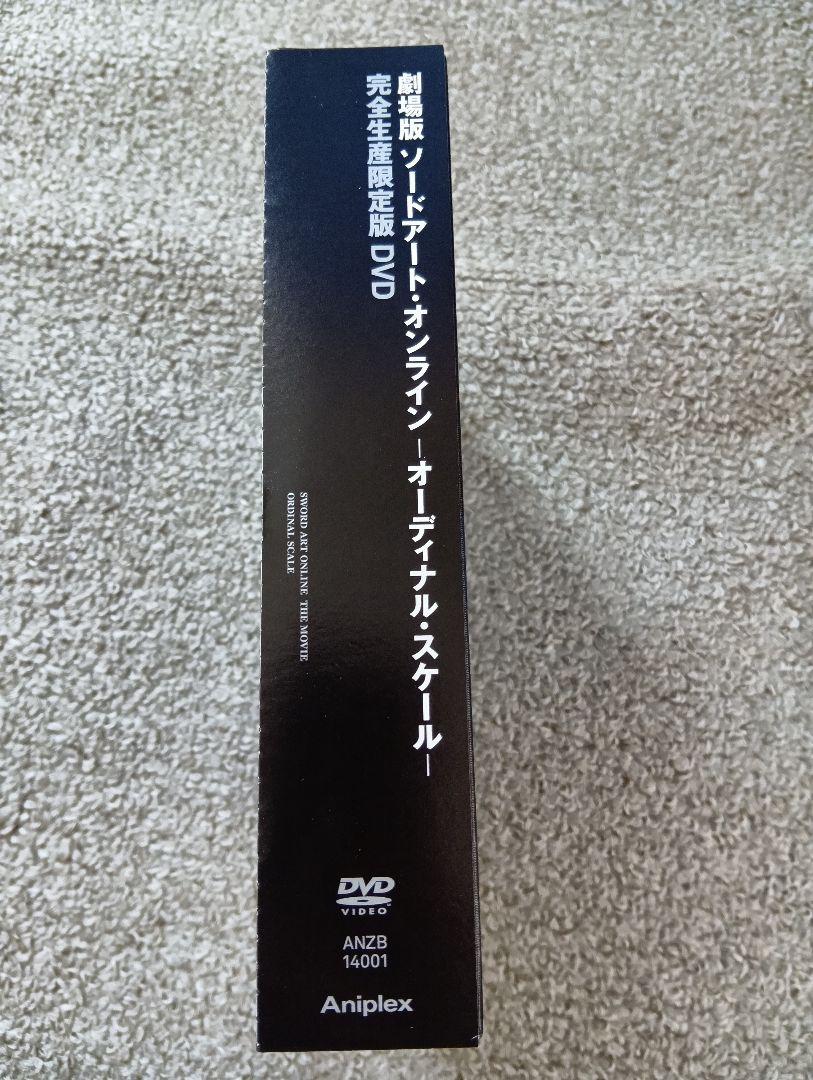 劇場版 ソードアート・オンライン ーオーディナル・スケールー
完全生産限定版 DVD
SWORD ART ONLINE THE MOVIE
ORDINAL SCALE
DVD
VIDEO
ANZB
14001
Aniplex